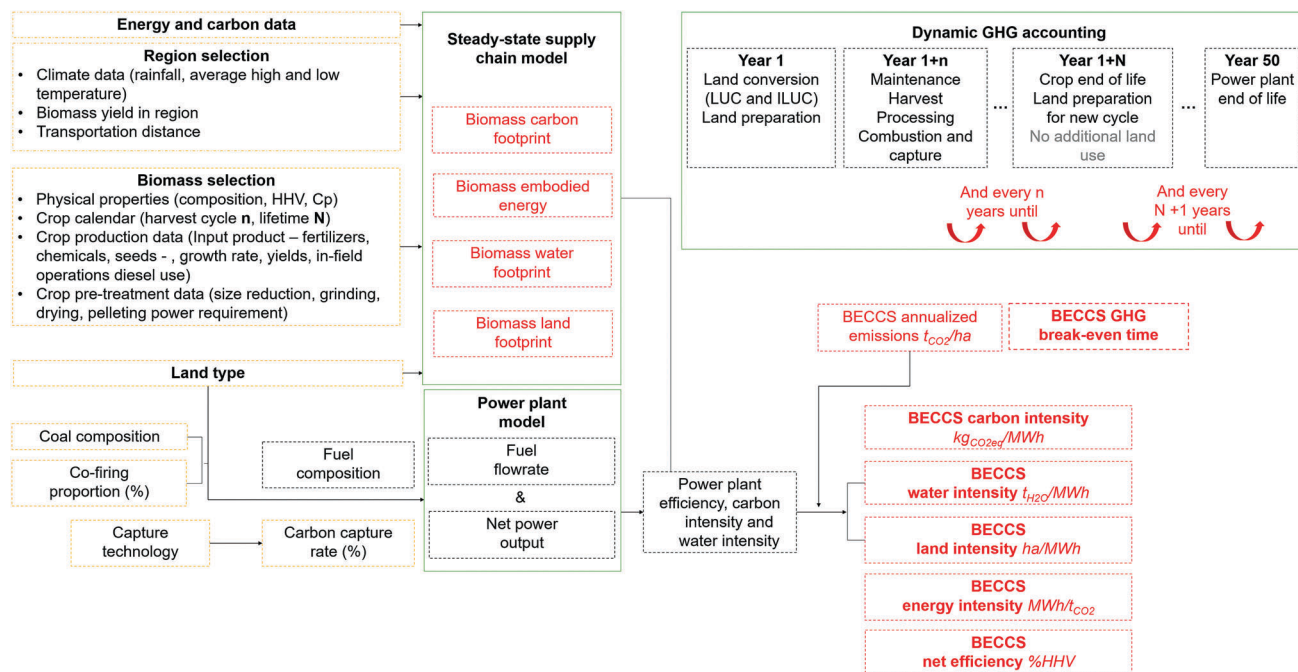 Energy and carbon data
Region selection
• Climate data (rainfall, average high and low
temperature)
• Biomass yield in region
• Transportation distance
Biomass selection
• Physical properties (composition, HHV, Cp)
• Crop calendar (harvest cycle n, lifetime N)
• Crop production data (Input product – fertilizers,
chemicals, seeds - , growth rate, yields, in-field
operations diesel use)
• Crop pre-treatment data (size reduction, grinding,
drying, pelleting power requirement)
Land type
Coal composition
Co-firing
proportion (%)
Capture
technology
Carbon capture
rate (%)
Fuel
composition
Steady-state supply
chain model
Biomass carbon
footprint
Biomass embodied
energy
Biomass water
footprint
Biomass land
footprint
Power plant
model
Fuel
flowrate
&
Net power
output
Power plant
efficiency, carbon
intensity and
water intensity
Dynamic GHG accounting
Year 1
Land conversion
(LUC and ILUC)
Land preparation
Year 1+n
Maintenance
Harvest
Processing
Combustion and
capture
...
Year 1+N
Crop end of life
Land preparation
for new cycle
No additional land
use
...
Year 50
Power plant
end of life
And every n
years until
And every
N +1 years
until
BECCS annualized
emissions tCO2/ha
BECCS GHG
break-even time
BECCS carbon intensity
kgCO2eq/MWh
BECCS
water intensity tH2O/MWh
BECCS
land intensity ha/MWh
BECCS
energy intensity MWh/tCO2
BECCS
net efficiency %HHV